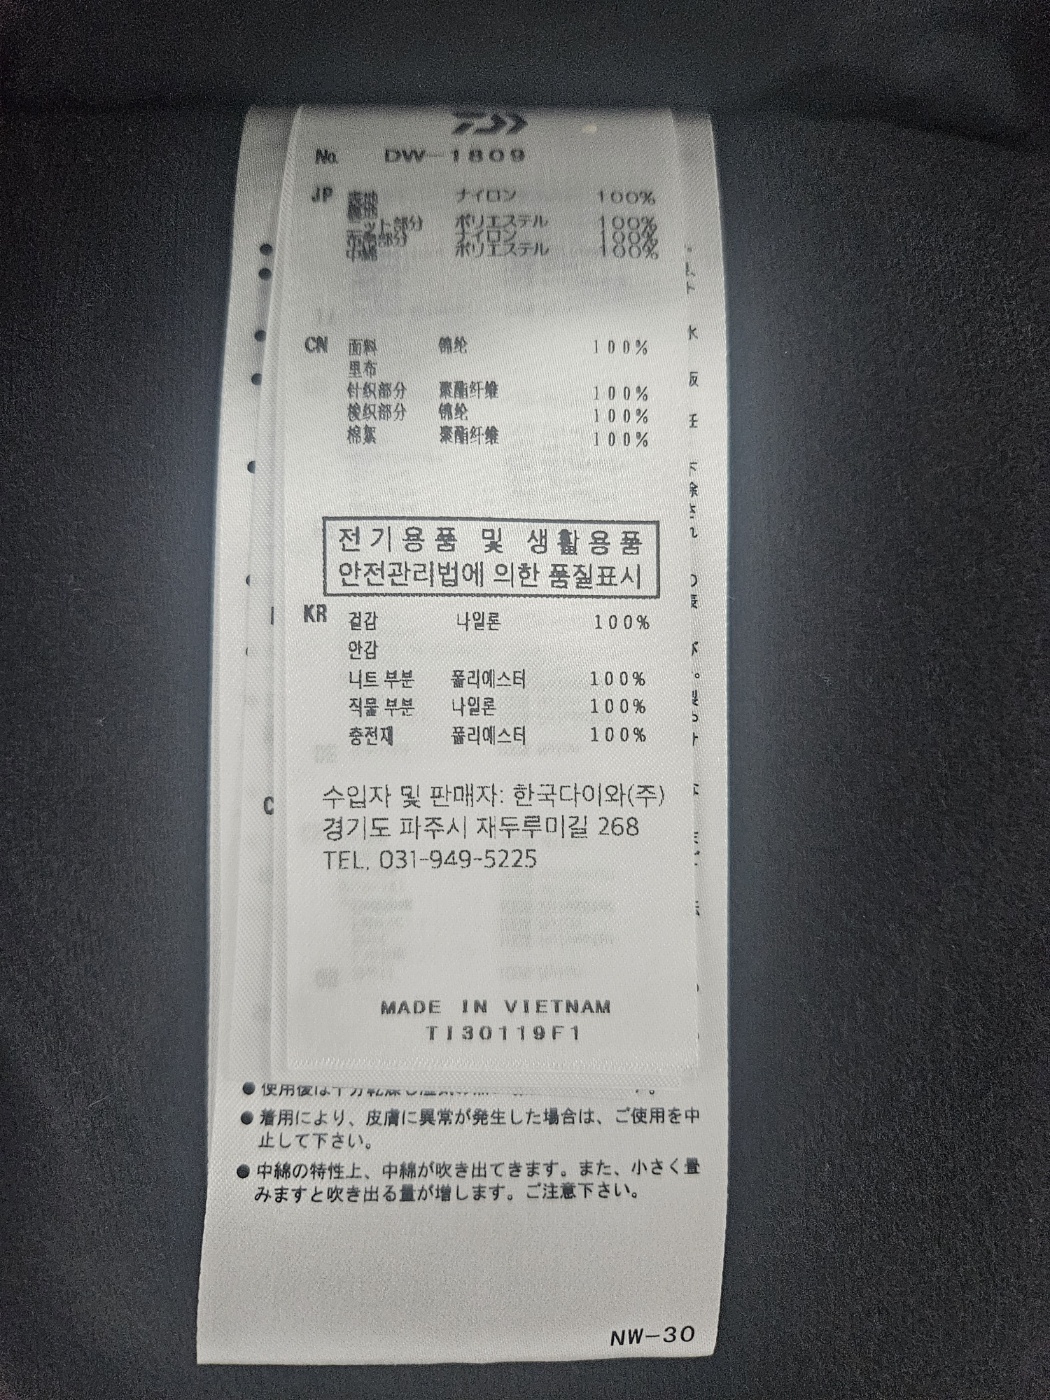 No. DW-1809
JP 表地 ナイロン 100%
裏地
ニット部分 ポリエステル 100%
布帛部分 ナイロン 100%
中綿 ポリエステル 100%
CN 面料 锦纶 100%
里布
针织部分 聚酯纤维 100%
梭织部分 锦纶 100%
棉絮 聚酯纤维 100%
전기용품 및 생활용품
안전관리법에 의한 품질표시
KR 겉감 나일론 100%
안감
니트 부분 폴리에스터 100%
직물 부분 나일론 100%
충전재 폴리에스터 100%
수입자 및 판매자: 한국다이와(주)
경기도 파주시 재두루미길 268
TEL. 031-949-5225
MADE IN VIETNAM
TI30119F1
●使用後は十分乾燥し
●着用により、皮膚に異常が発生した場合は、ご使用を中
止して下さい。
●中綿の特性上、中綿が吹き出てきます。また、小さく畳
みますと吹き出る量が増します。ご注意下さい。
NW-30